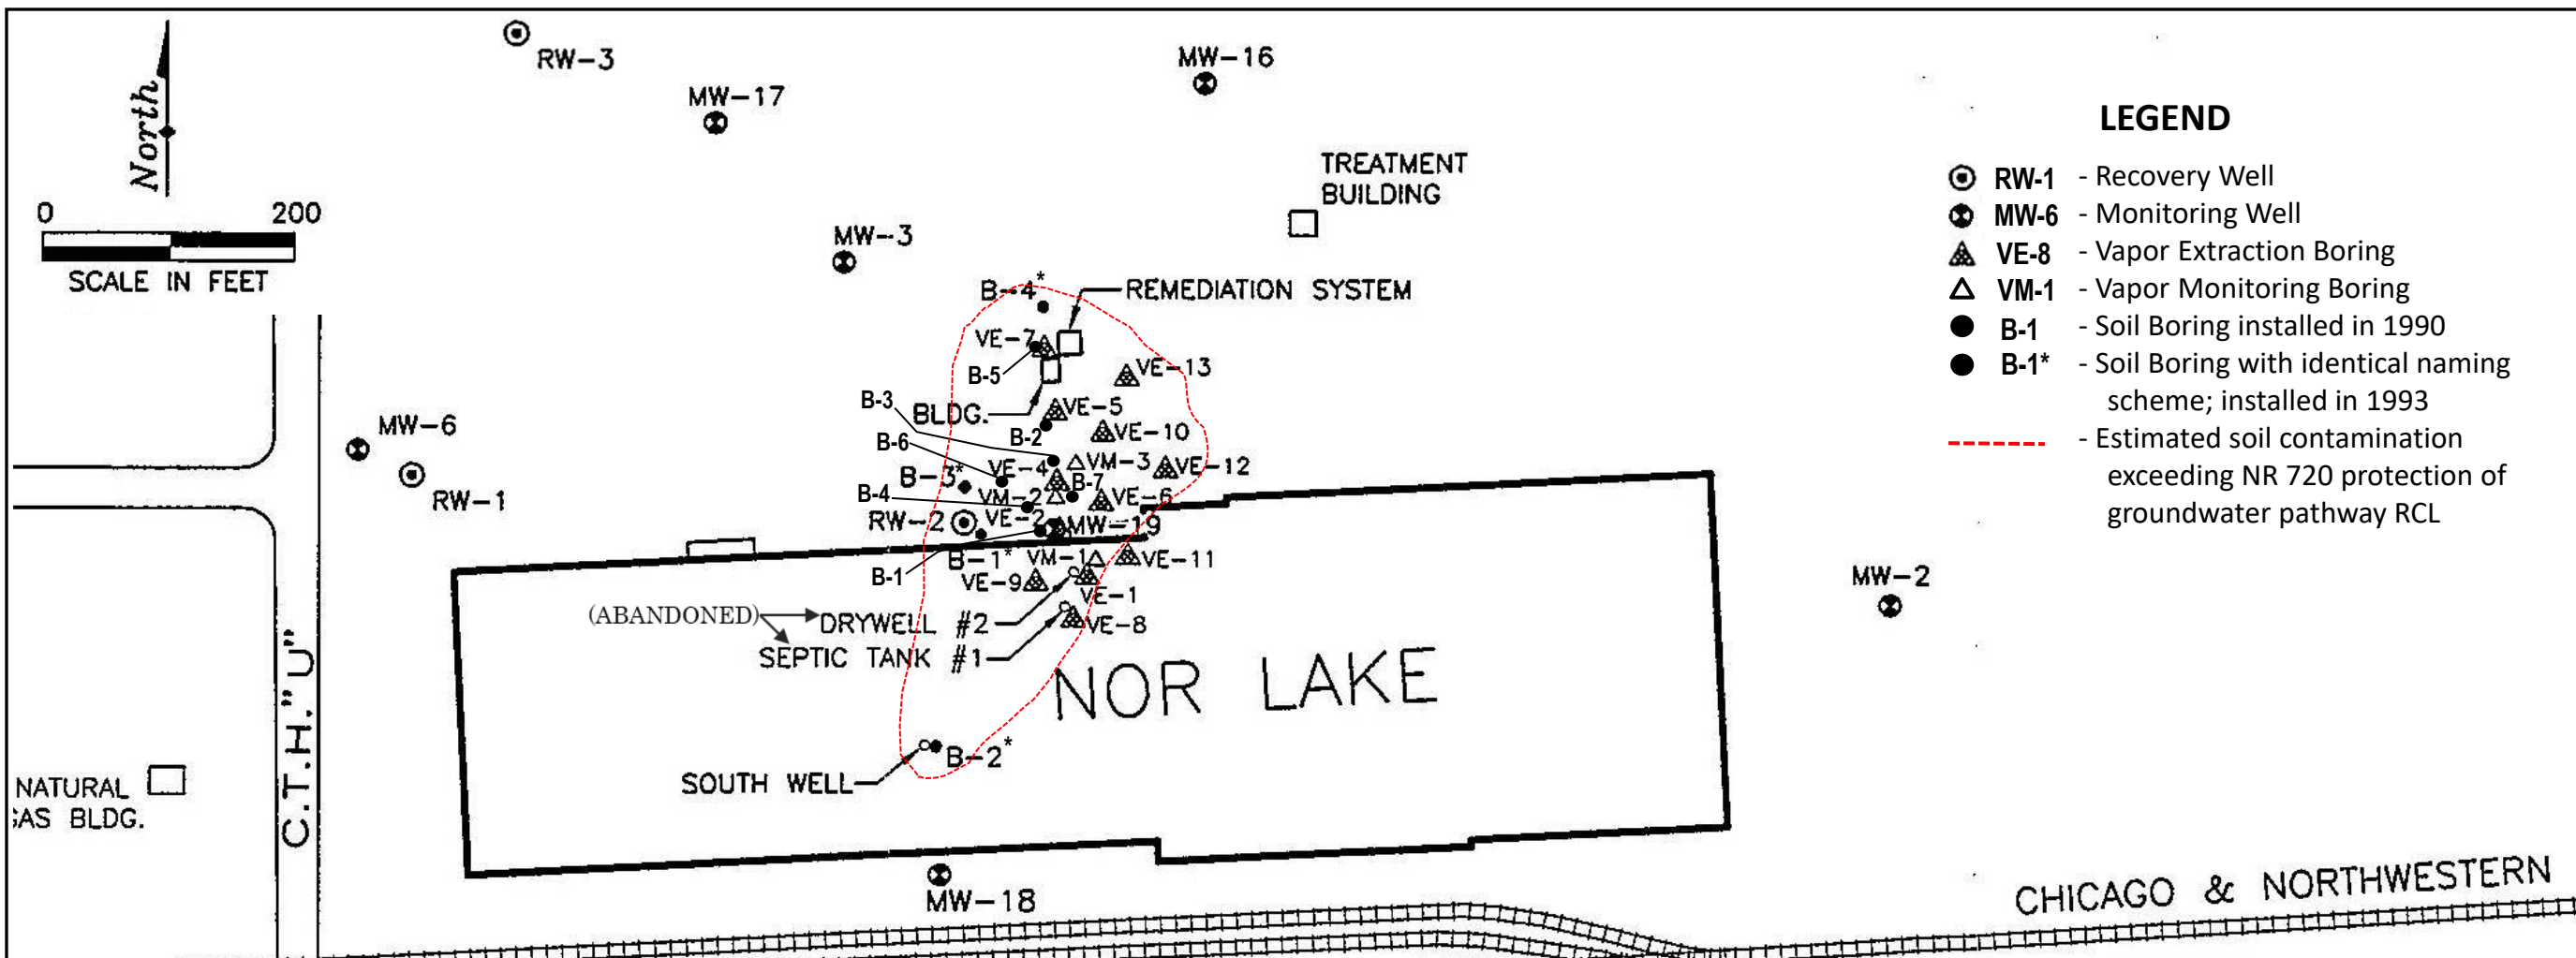 RW-3
MW-17
MW-16
North
0 200
SCALE IN FEET
TREATMENT
BUILDING
MW-3
B-4*
REMEDIATION SYSTEM
VE-7
B-5
VE-13
B-3
BLDG.
VE-5
B-6
B-2
VE-10
MW-6
RW-1
B-3*
VE-4
VM-3
VE-12
B-4
VM-2
B-7
VE-6
RW-2
VE-2
MW-19
B-1*
VM-1
VE-11
B-1
VE-9
VE-1
(ABANDONED)
DRYWELL #2
VE-8
SEPTIC TANK #1
NOR LAKE
MW-2
B-2*
SOUTH WELL
C.T.H."U"
NATURAL
GAS BLDG.
MW-18
CHICAGO & NORTHWESTERN
LEGEND
RW-1 - Recovery Well
MW-6 - Monitoring Well
VE-8 - Vapor Extraction Boring
VM-1 - Vapor Monitoring Boring
B-1 - Soil Boring installed in 1990
B-1* - Soil Boring with identical naming
scheme; installed in 1993
- Estimated soil contamination
exceeding NR 720 protection of
groundwater pathway RCL